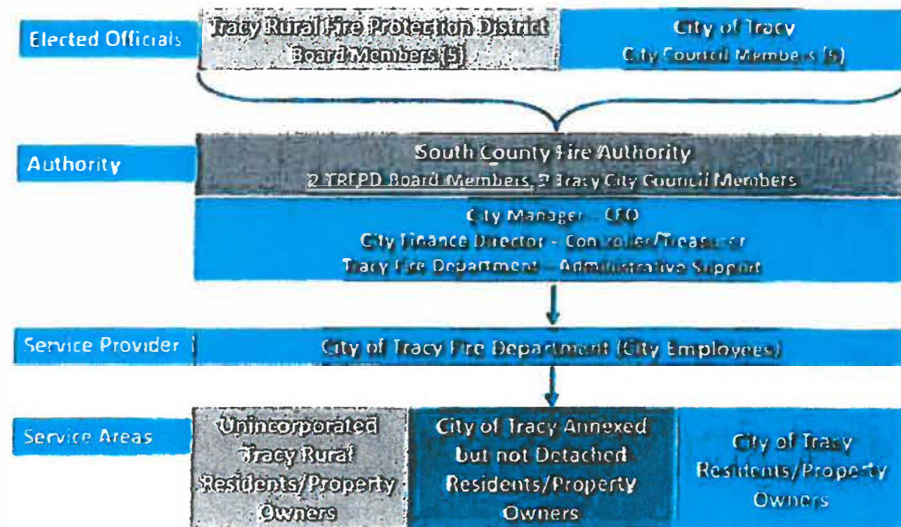 Elected Officials
Tracy Rural Fire Protection District
Board Members (5)
City of Tracy
City Council Members (5)
Authority
South County Fire Authority
2 TRFPD Board Members, 2 Tracy City Council Members
City Manager - CEO
City Finance Director - Controller/Treasurer
Tracy Fire Department - Administrative Support
Service Provider
City of Tracy Fire Department (City Employees)
Service Areas
Unincorporated
Tracy Rural
Residents/Property
Owners
City of Tracy Annexed
but not Detached
Residents/Property
Owners
City of Tracy
Residents/Property
Owners